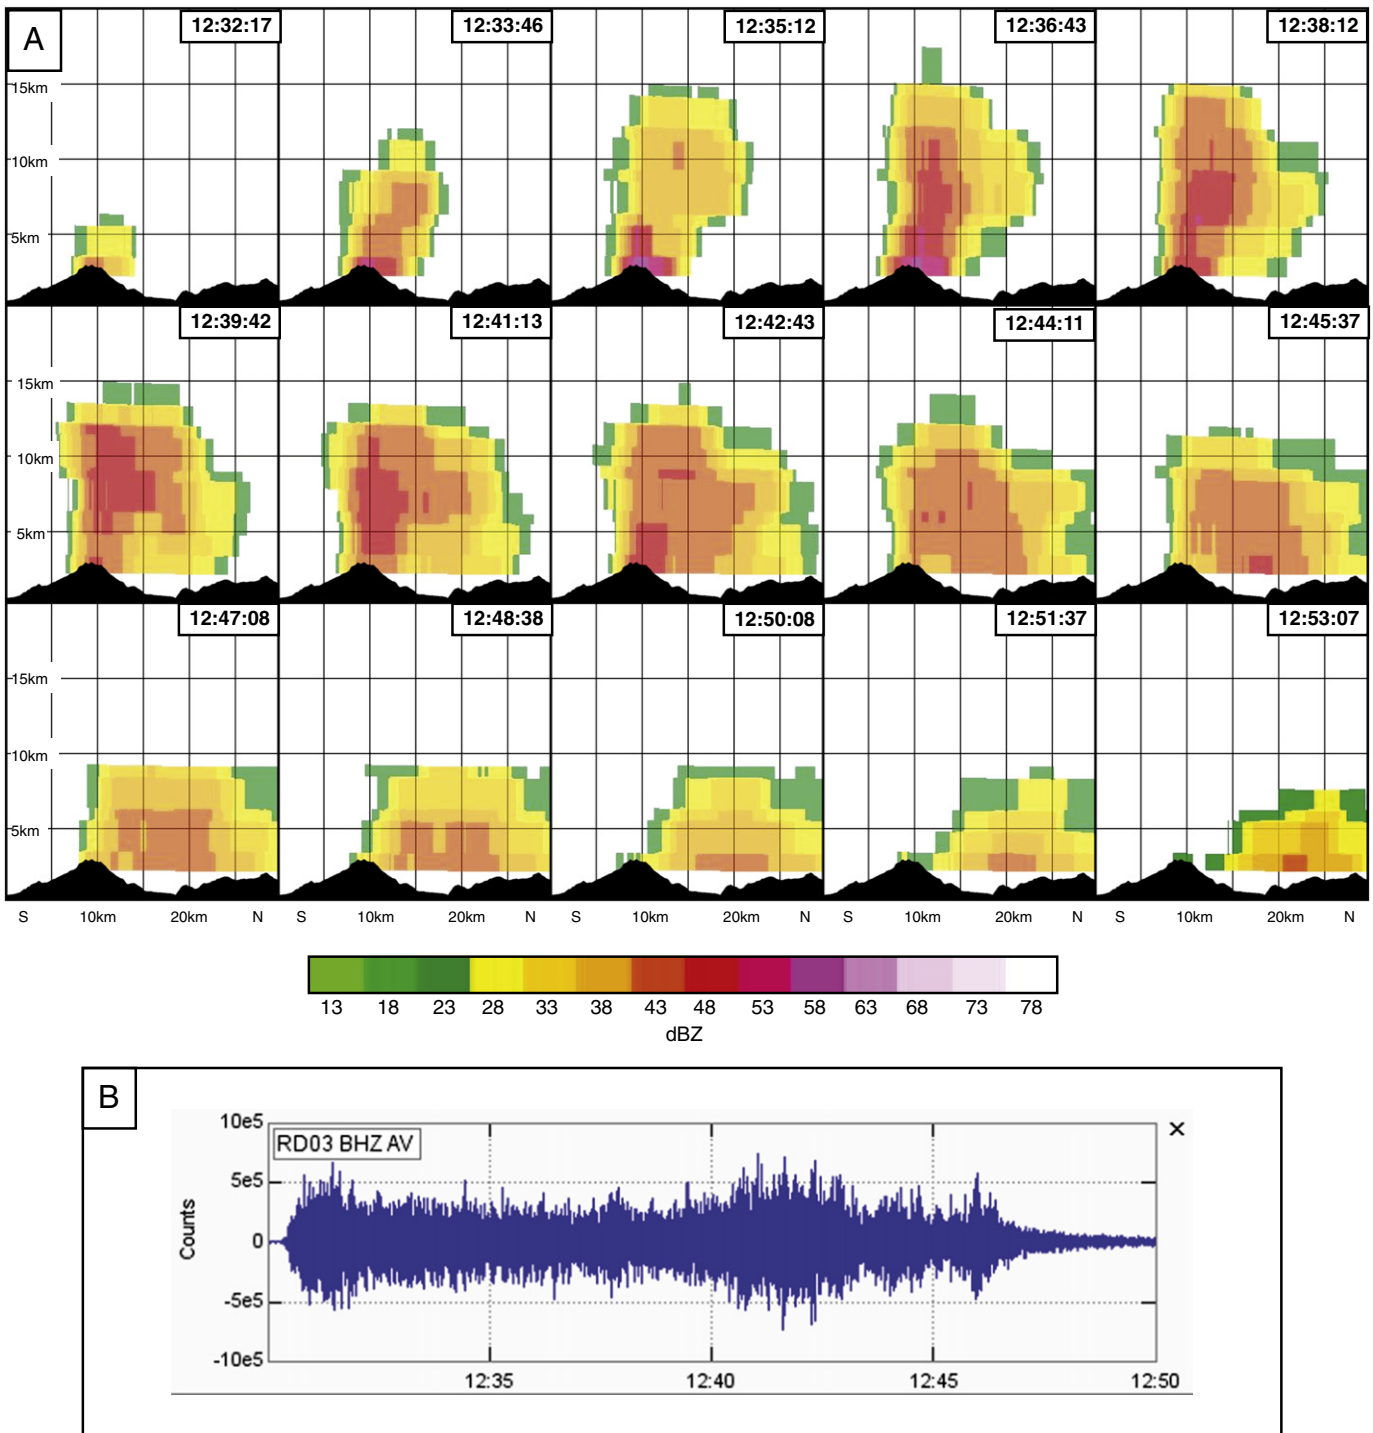 A
12:32:17
12:33:46
12:35:12
12:36:43
12:38:12
15km
10km
5km
12:39:42
12:41:13
12:42:43
12:44:11
12:45:37
15km
10km
5km
12:47:08
12:48:38
12:50:08
12:51:37
12:53:07
15km
10km
5km
S 10km 20km N S 10km 20km N S 10km 20km N S 10km 20km N S 10km 20km N
13 18 23 28 33 38 43 48 53 58 63 68 73 78
dBZ
B
10e5
RD03 BHZ AV
×
5e5
Counts
0
-5e5
-10e5
12:35 12:40 12:45 12:50